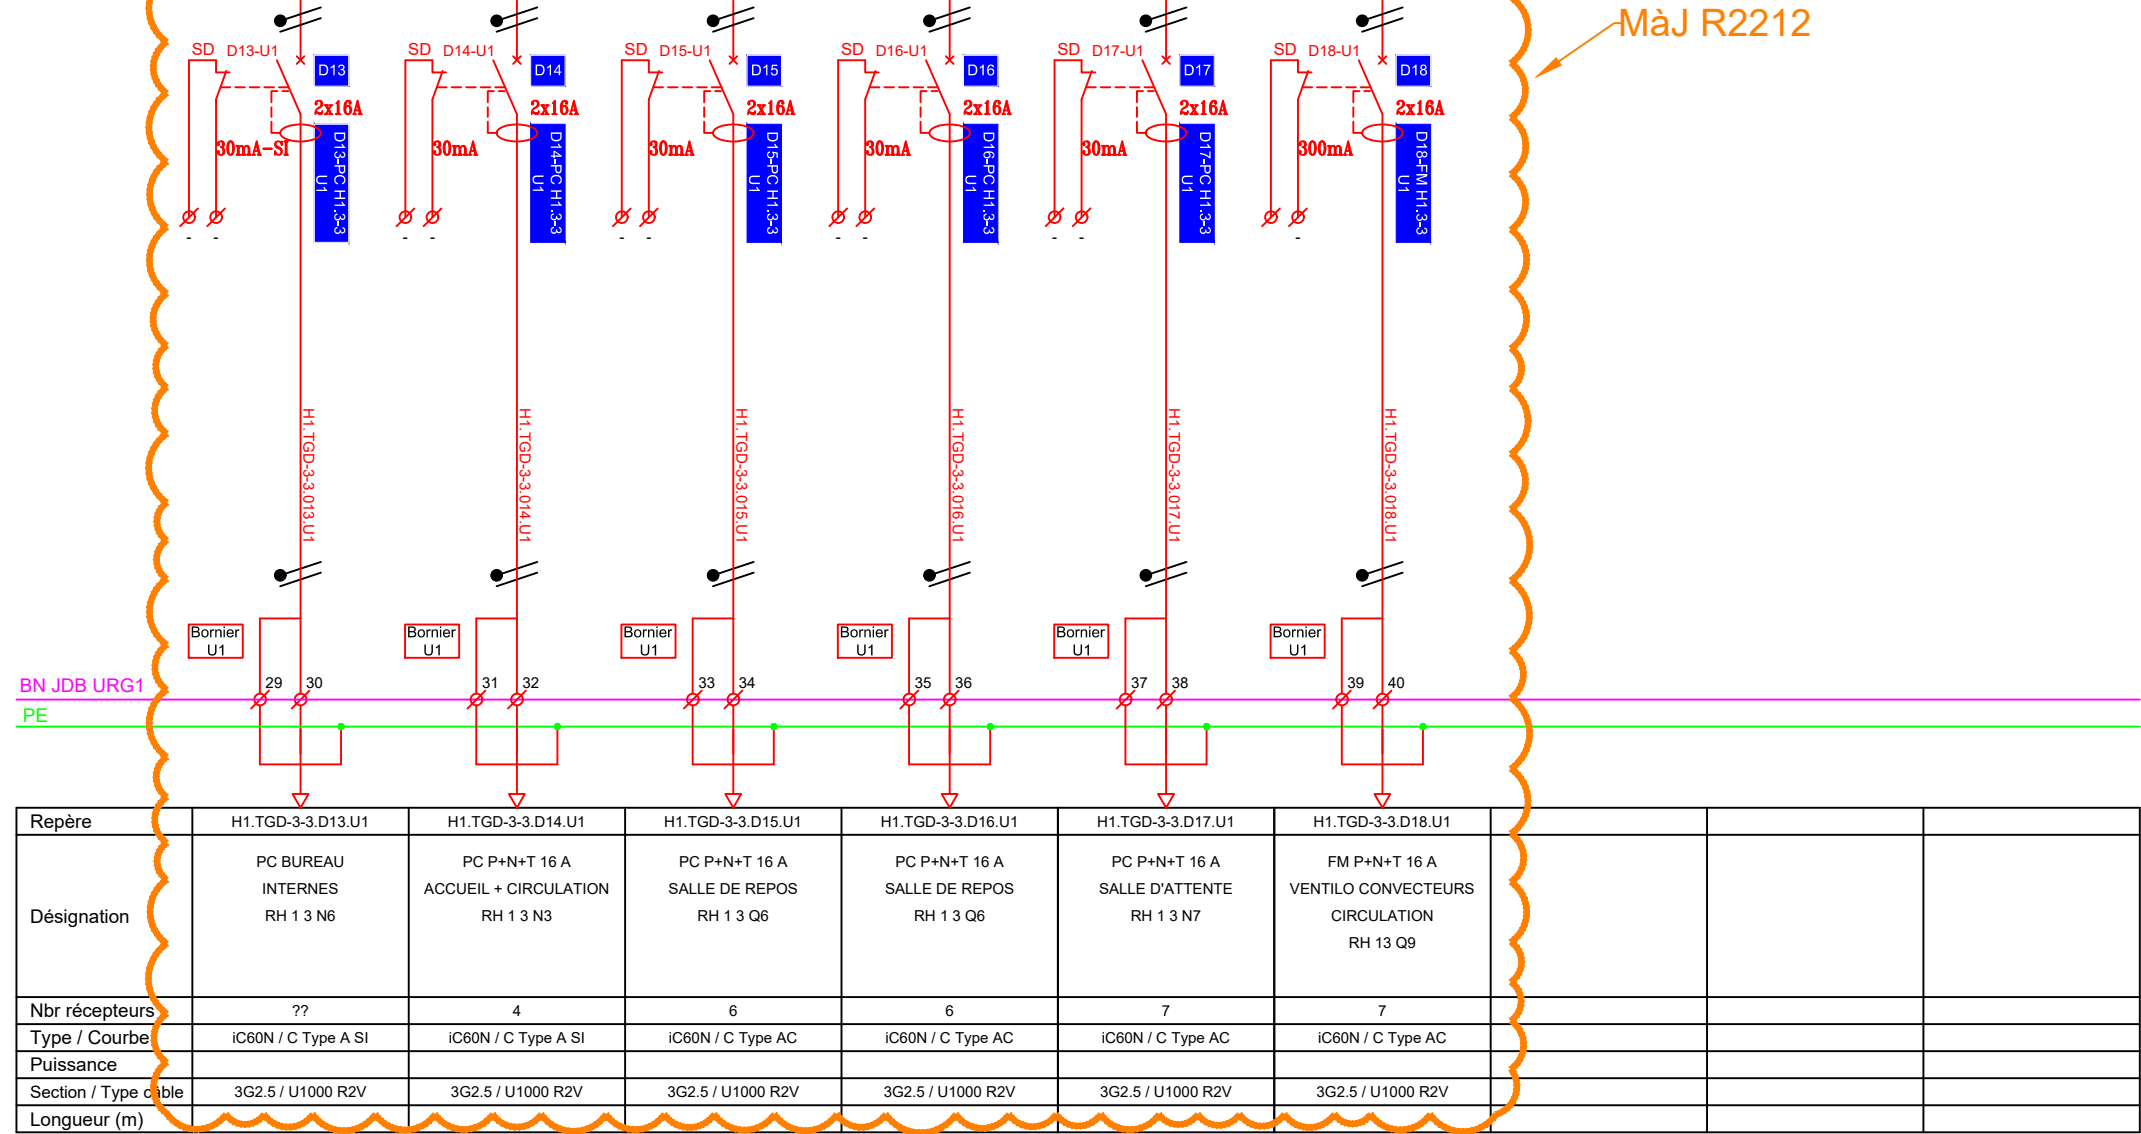 MàJ R2212
SD D13-U1 D13
2x16A
30mA-SI
D13-PC H1.3-3
U1
- -
SD D14-U1 D14
2x16A
30mA
D14-PC H1.3-3
U1
- -
SD D15-U1 D15
2x16A
30mA
D15-PC H1.3-3
U1
- -
SD D16-U1 D16
2x16A
30mA
D16-PC H1.3-3
U1
- -
SD D17-U1 D17
2x16A
30mA
D17-PC H1.3-3
U1
- -
SD D18-U1 D18
2x16A
300mA
D18-FM H1.3-3
U1
-
H1.TGD-3-3.013.U1
H1.TGD-3-3.014.U1
H1.TGD-3-3.015.U1
H1.TGD-3-3.016.U1
H1.TGD-3-3.017.U1
H1.TGD-3-3.018.U1
Bornier
U1
Bornier
U1
Bornier
U1
Bornier
U1
Bornier
U1
Bornier
U1
BN JDB URG1 29 30 31 32 33 34 35 36 37 38 39 40
PE
Repère H1.TGD-3-3.D13.U1 H1.TGD-3-3.D14.U1 H1.TGD-3-3.D15.U1 H1.TGD-3-3.D16.U1 H1.TGD-3-3.D17.U1 H1.TGD-3-3.D18.U1
Désignation
PC BUREAU
INTERNES
RH 1 3 N6
PC P+N+T 16 A
ACCUEIL + CIRCULATION
RH 1 3 N3
PC P+N+T 16 A
SALLE DE REPOS
RH 1 3 Q6
PC P+N+T 16 A
SALLE DE REPOS
RH 1 3 Q6
PC P+N+T 16 A
SALLE D'ATTENTE
RH 1 3 N7
FM P+N+T 16 A
VENTILO CONVECTEURS
CIRCULATION
RH 13 Q9
Nbr récepteurs ?? 4 6 6 7 7
Type / Courbe iC60N / C Type A SI iC60N / C Type A SI iC60N / C Type AC iC60N / C Type AC iC60N / C Type AC iC60N / C Type AC
Puissance
Section / Type câble 3G2.5 / U1000 R2V 3G2.5 / U1000 R2V 3G2.5 / U1000 R2V 3G2.5 / U1000 R2V 3G2.5 / U1000 R2V 3G2.5 / U1000 R2V
Longueur (m)